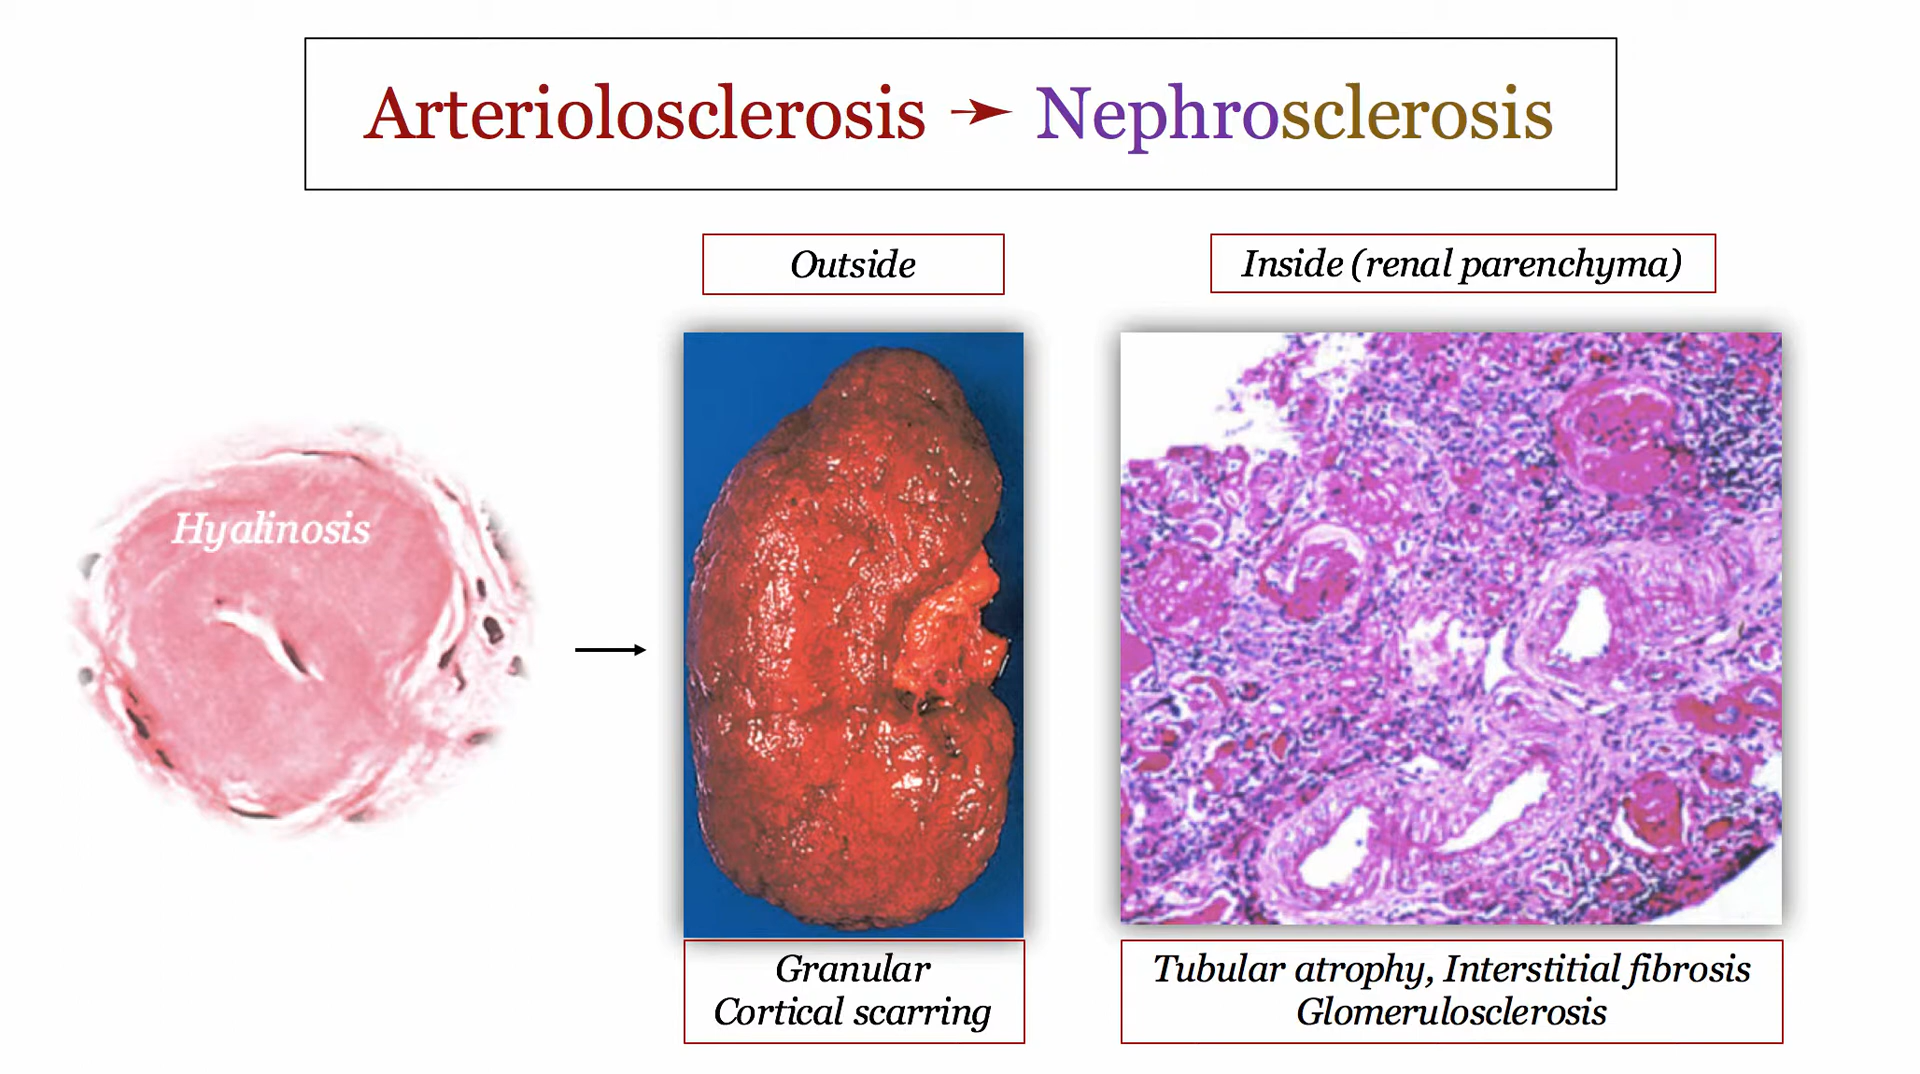 Arteriolosclerosis → Nephrosclerosis
Outside
Inside (renal parenchyma)
Hyalinosis
Granular
Cortical scarring
Tubular atrophy, Interstitial fibrosis
Glomerulosclerosis